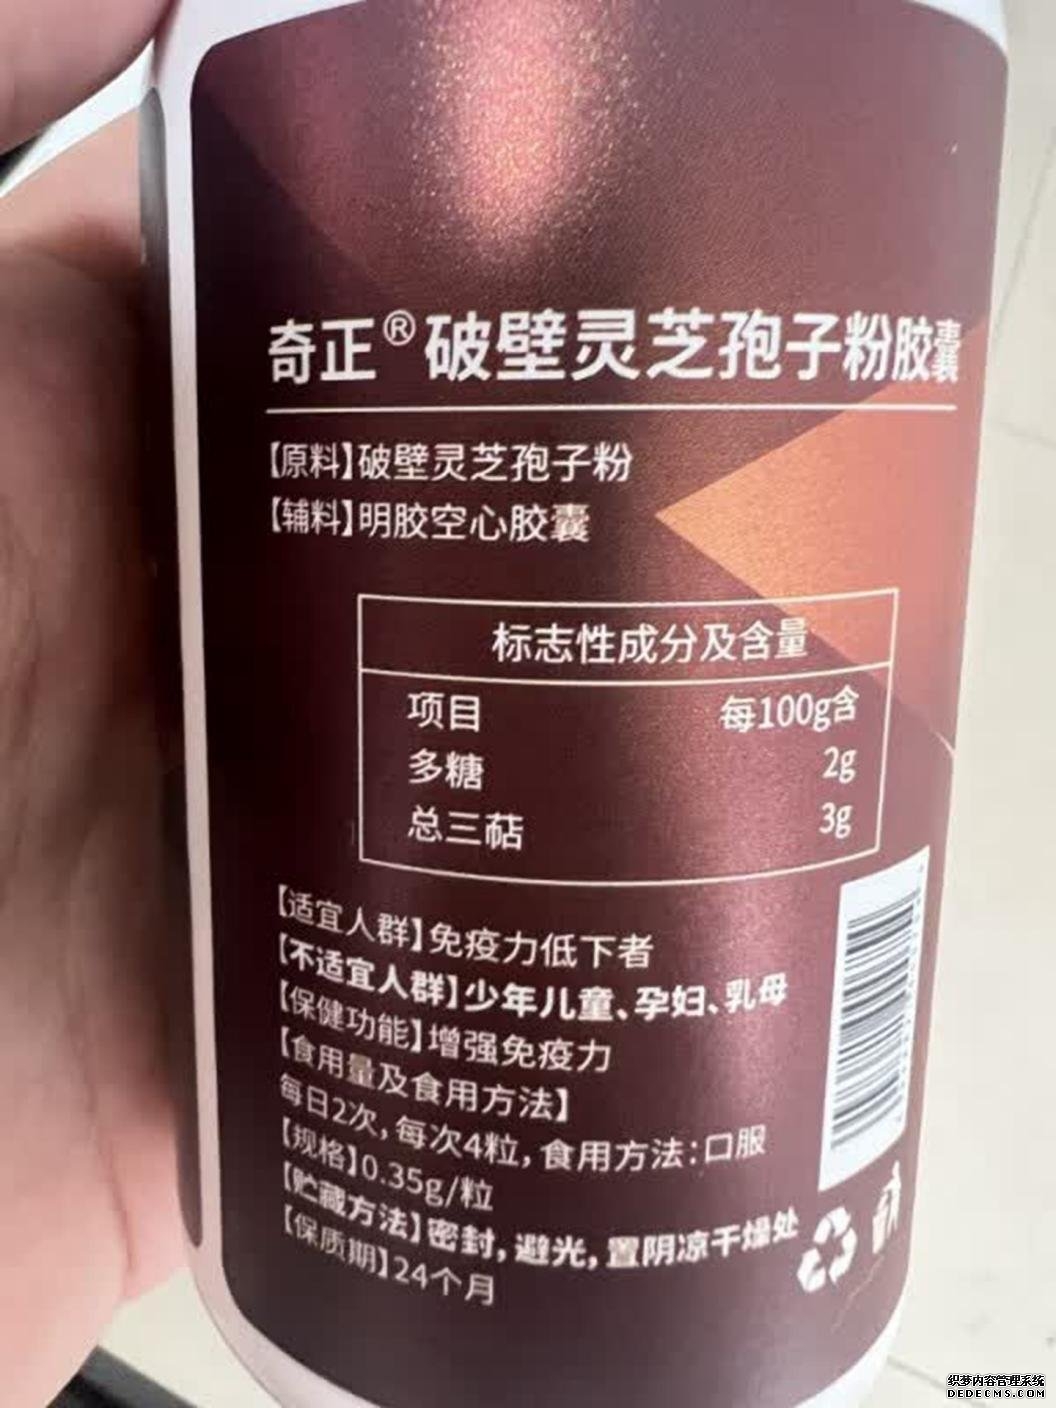 奇正®破壁灵芝孢子粉胶囊
【原料】破壁灵芝孢子粉
【辅料】明胶空心胶囊
标志性成分及含量
项目 每100g含
多糖 2g
总三萜 3g
【适宜人群】免疫力低下者
【不适宜人群】少年儿童、孕妇、乳母
【保健功能】增强免疫力
【食用量及食用方法】
每日2次，每次4粒，食用方法：口服
【规格】0.35g/粒
【贮藏方法】密封，避光，置阴凉干燥处
【保质期】24个月
织梦内容管理系统
DEDECMS.COM